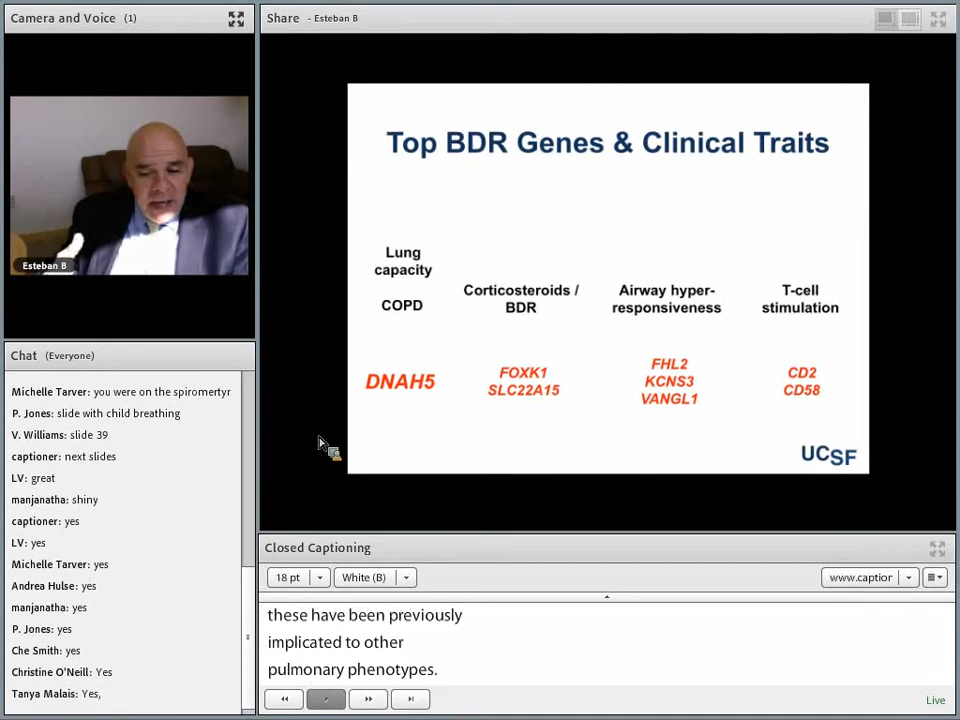 Camera and Voice (1)
Esteban B
Chat (Everyone)
Michelle Tarver: you were on the spiromertyr
P. Jones: slide with child breathing
V. Williams: slide 39
captioner: next slides
LV: great
manjanatha: shiny
captioner: yes
LV: yes
Michelle Tarver: yes
Andrea Hulse: yes
manjanatha: yes
P. Jones: yes
Che Smith: yes
Christine O'Neill: Yes
Tanya Malais: Yes,
Share - Esteban B
Top BDR Genes & Clinical Traits
Lung
capacity
COPD
Corticosteroids /
BDR
Airway hyper-
responsiveness
T-cell
stimulation
DNAH5
FOXK1
SLC22A15
FHL2
KCNS3
VANGL1
CD2
CD58
UCSF
Closed Captioning
18 pt
White (B)
www.caption
these have been previously
implicated to other
pulmonary phenotypes.
Live